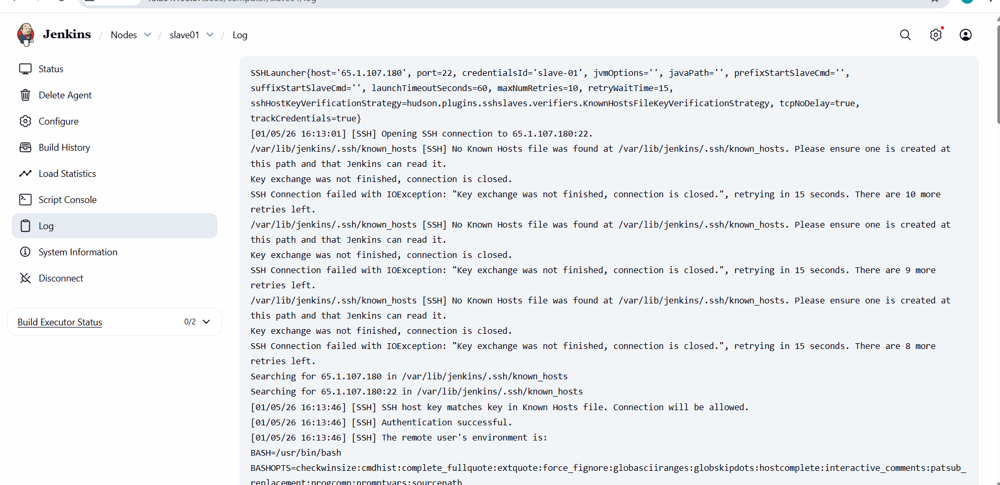 Jenkins / Nodes / slave01 / Log
Status
Delete Agent
Configure
Build History
Load Statistics
Script Console
Log
System Information
Disconnect
Build Executor Status 0/2
SSHLauncher{host='65.1.107.180', port=22, credentialsId='slave-01', jvmOptions='', javaPath='', prefixStartSlaveCmd='',
suffixStartSlaveCmd='', launchTimeoutSeconds=60, maxNumRetries=10, retryWaitTime=15,
sshHostKeyVerificationStrategy=hudson.plugins.sshslaves.verifiers.KnownHostsFileKeyVerificationStrategy, tcpNoDelay=true,
trackCredentials=true}
[01/05/26 16:13:01] [SSH] Opening SSH connection to 65.1.107.180:22.
/var/lib/jenkins/.ssh/known_hosts [SSH] No Known Hosts file was found at /var/lib/jenkins/.ssh/known_hosts. Please ensure one is created at
this path and that Jenkins can read it.
Key exchange was not finished, connection is closed.
SSH Connection failed with IOException: "Key exchange was not finished, connection is closed.", retrying in 15 seconds. There are 10 more
retries left.
/var/lib/jenkins/.ssh/known_hosts [SSH] No Known Hosts file was found at /var/lib/jenkins/.ssh/known_hosts. Please ensure one is created at
this path and that Jenkins can read it.
Key exchange was not finished, connection is closed.
SSH Connection failed with IOException: "Key exchange was not finished, connection is closed.", retrying in 15 seconds. There are 9 more
retries left.
/var/lib/jenkins/.ssh/known_hosts [SSH] No Known Hosts file was found at /var/lib/jenkins/.ssh/known_hosts. Please ensure one is created at
this path and that Jenkins can read it.
Key exchange was not finished, connection is closed.
SSH Connection failed with IOException: "Key exchange was not finished, connection is closed.", retrying in 15 seconds. There are 8 more
retries left.
Searching for 65.1.107.180 in /var/lib/jenkins/.ssh/known_hosts
Searching for 65.1.107.180:22 in /var/lib/jenkins/.ssh/known_hosts
[01/05/26 16:13:46] [SSH] SSH host key matches key in Known Hosts file. Connection will be allowed.
[01/05/26 16:13:46] [SSH] Authentication successful.
[01/05/26 16:13:46] [SSH] The remote user's environment is:
BASH=/usr/bin/bash
BASHOPTS=checkwinsize:cmdhist:complete_fullquote:extquote:force_fignore:globasciiranges:globskipdots:hostcomplete:interactive_comments:patsub_
replacement:progcomp:promptvars:sourcepath